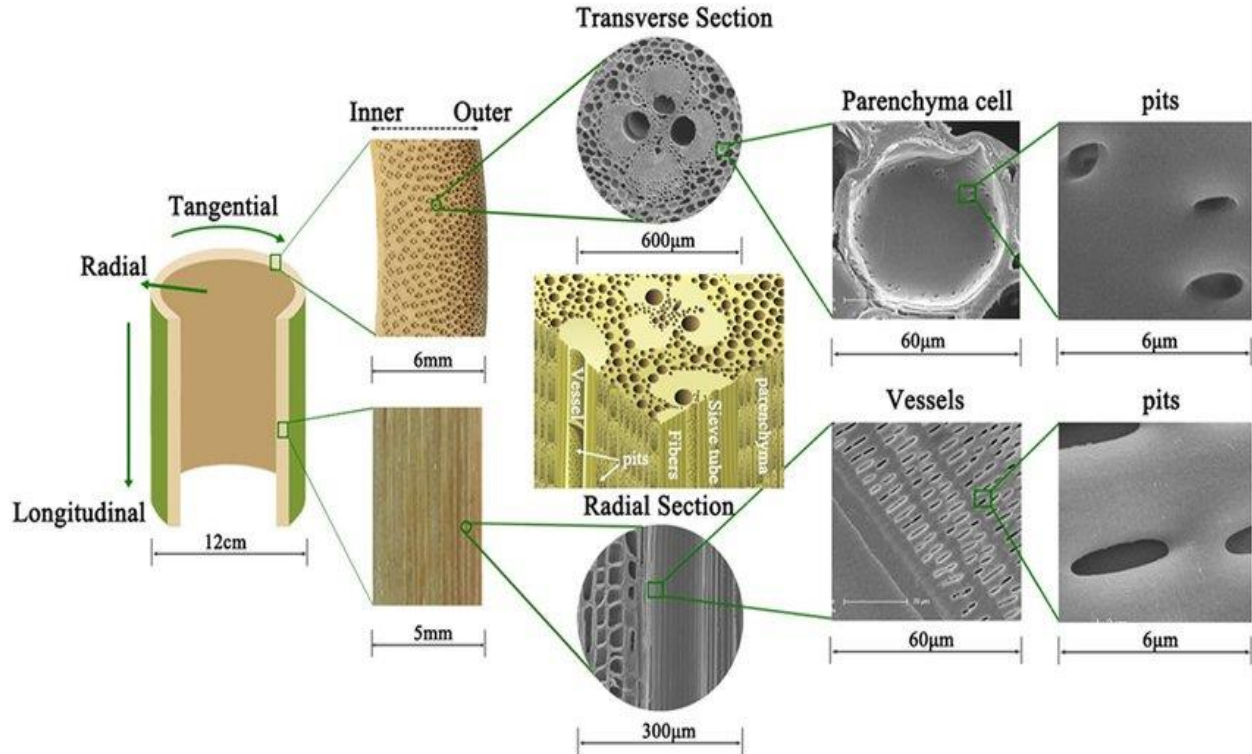 Transverse Section
Inner Outer
Parenchyma cell
pits
Tangential
Radial
600μm
6mm
60μm
6μm
Vessel
pits
Fibers
Sieve tube
parenchyma
Vessels
pits
Longitudinal
Radial Section
12cm
5mm
60μm
6μm
300μm